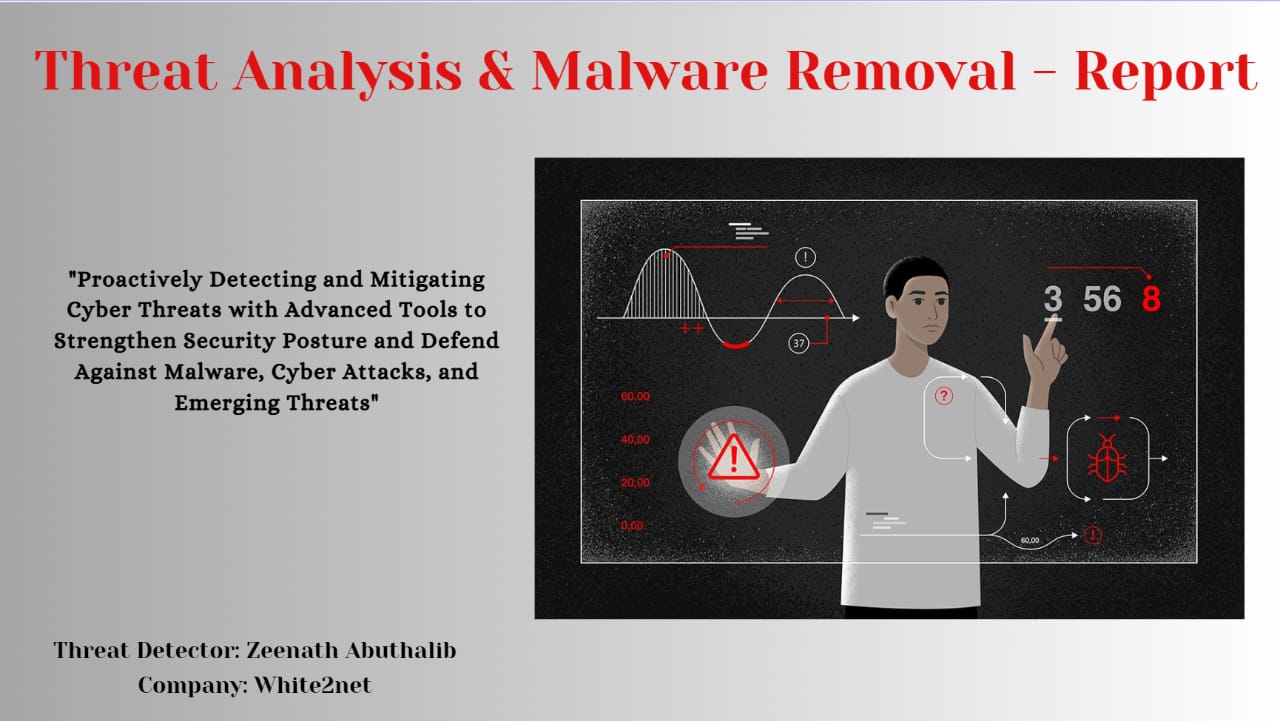 Threat Analysis & Malware Removal - Report
"Proactively Detecting and Mitigating
Cyber Threats with Advanced Tools to
Strengthen Security Posture and Defend
Against Malware, Cyber Attacks, and
Emerging Threats"
!
3 56 8
++
37
60,00
?
40,00
!
20,00
0,00
60,00
!
Threat Detector: Zeenath Abuthalib
Company: White2net